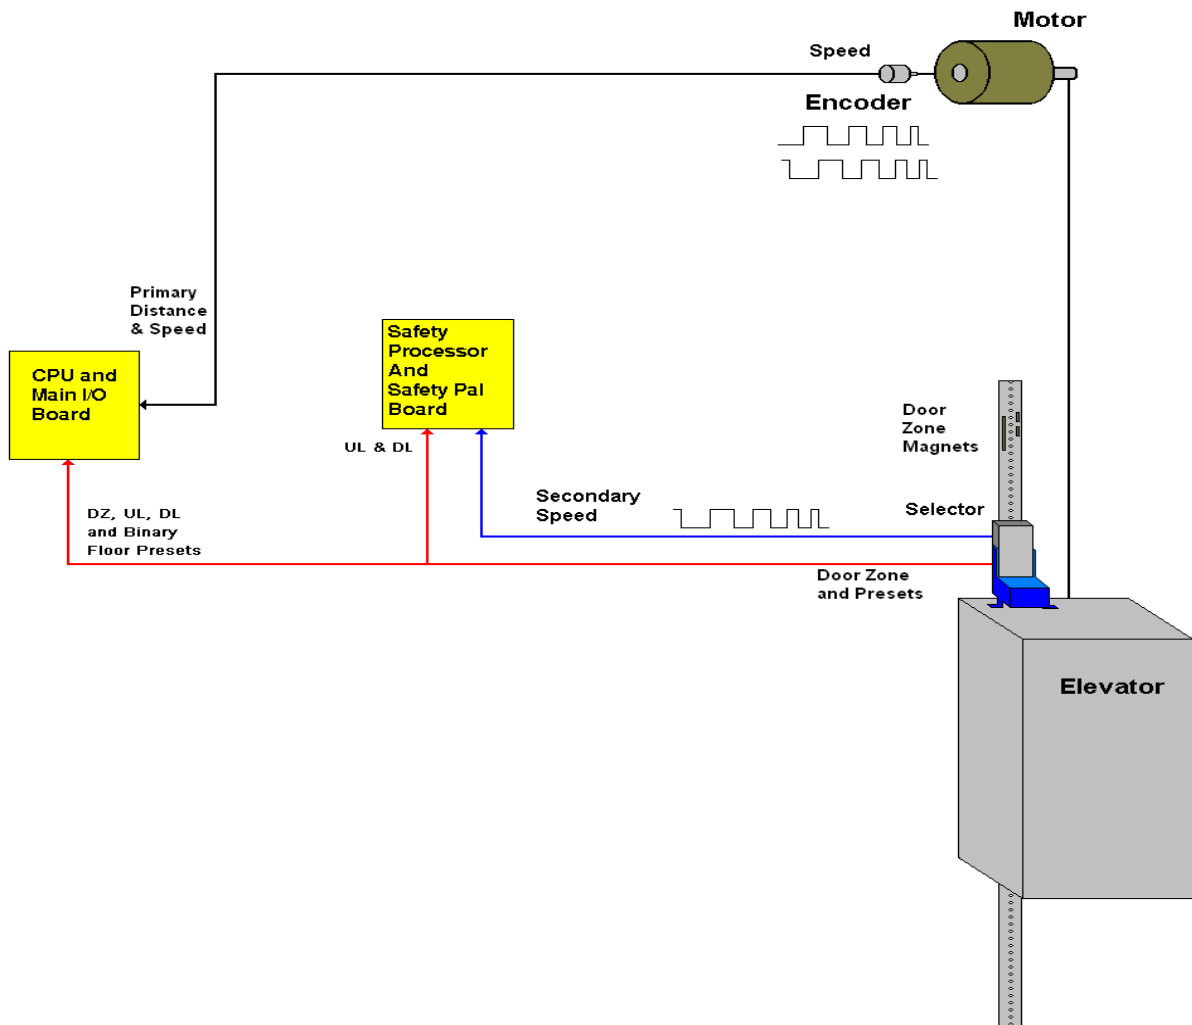 Motor
Speed
Encoder
Primary
Distance
& Speed
Safety
Processor
And
Safety Pal
Board
CPU and
Main I/O
Board
UL & DL
Door
Zone
Magnets
Secondary
Speed
Selector
DZ, UL, DL
and Binary
Floor Presets
Door Zone
and Presets
Elevator